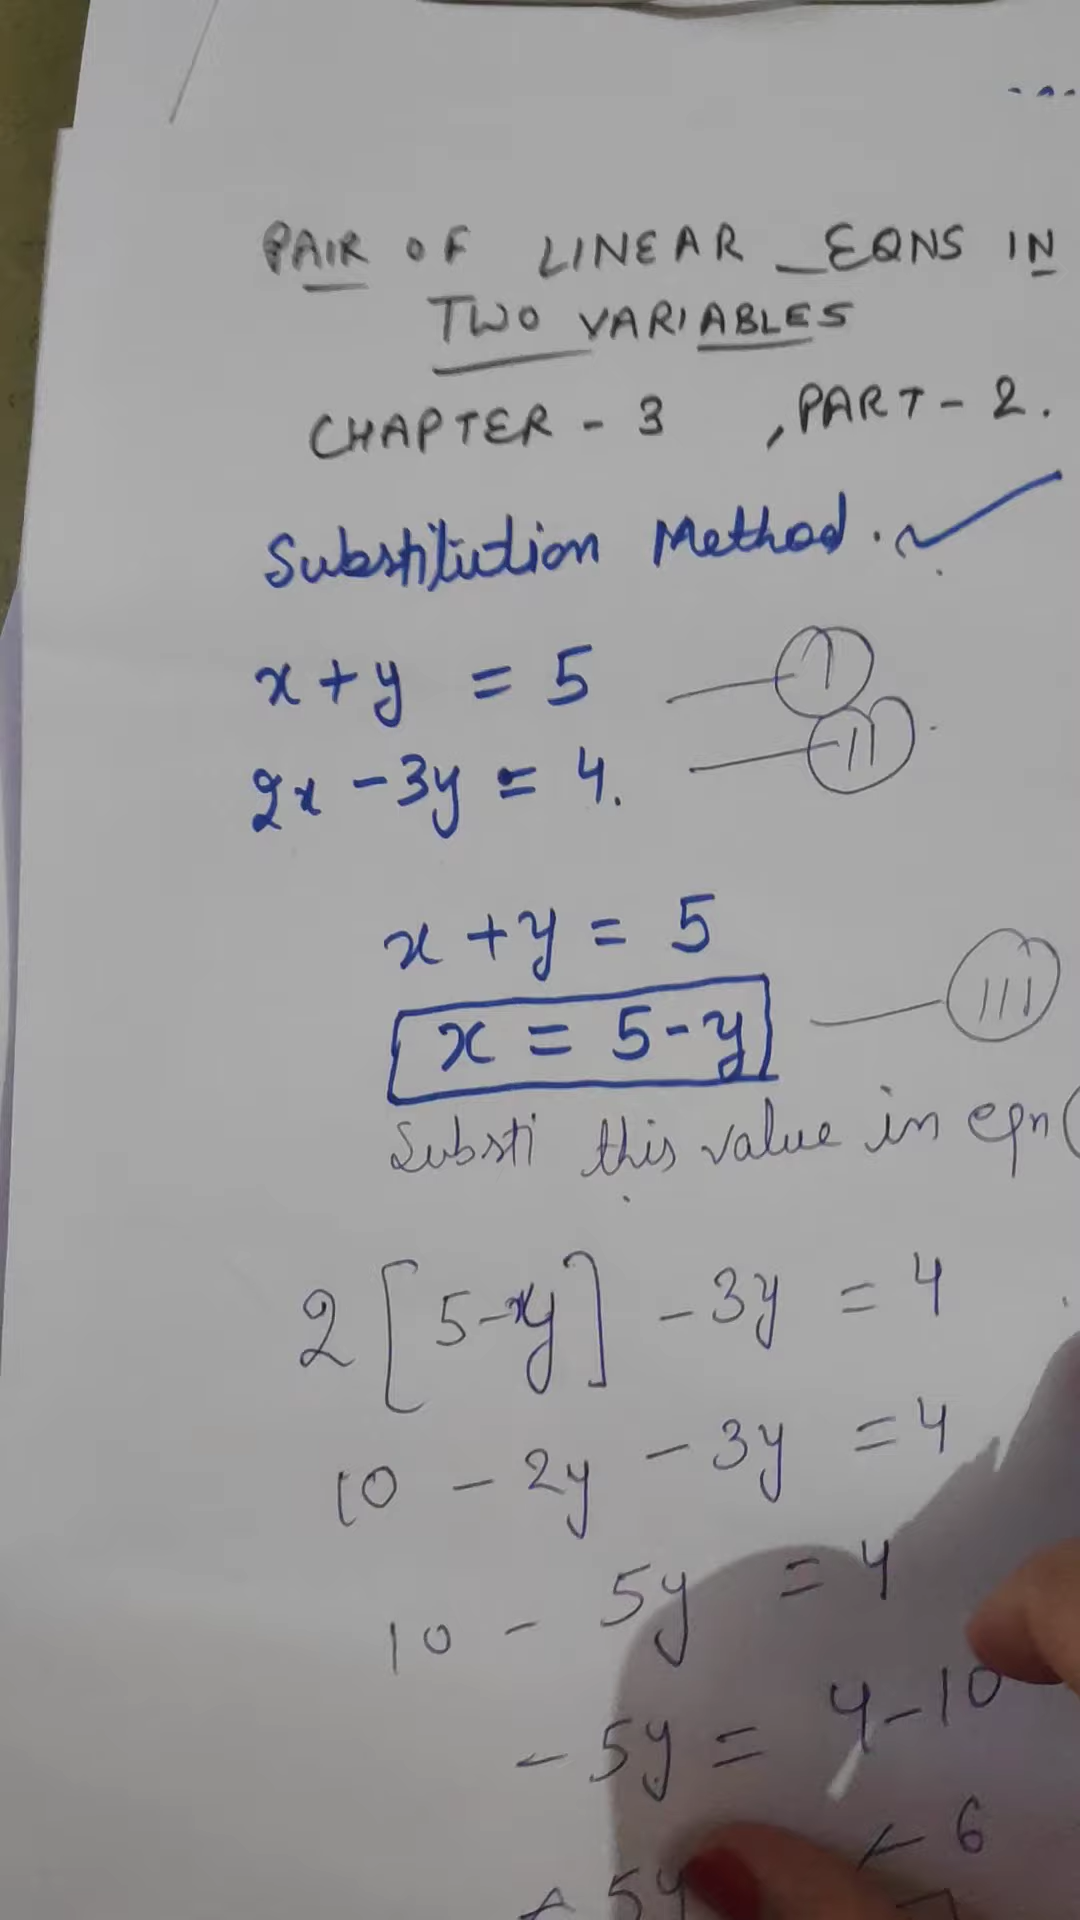 PAIR OF LINEAR EQNS IN
TWO VARIABLES
CHAPTER - 3 , PART - 2.
Substitution Method.
x + y = 5 — I
2x - 3y = 4. — II
x + y = 5
x = 5 - y — III
Substi this value in eqn (
2 [5 - y] - 3y = 4
10 - 2y - 3y = 4
10 - 5y = 4
- 5y = 4 - 10
5y - 6